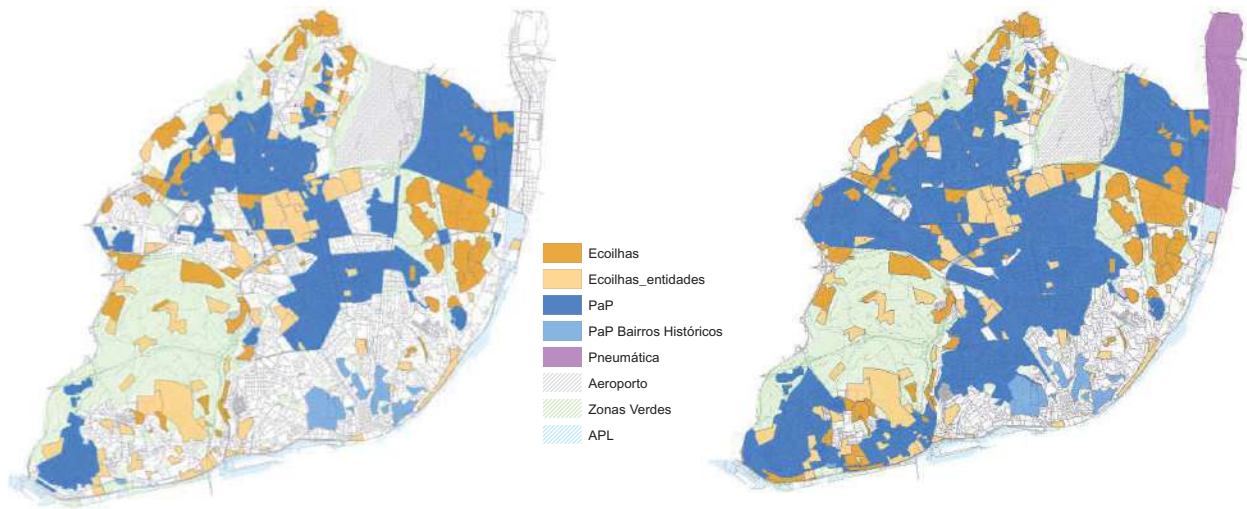 Ecoilhas
Ecoilhas_entidades
PaP
PaP Bairros Históricos
Pneumática
Aeroporto
Zonas Verdes
APL